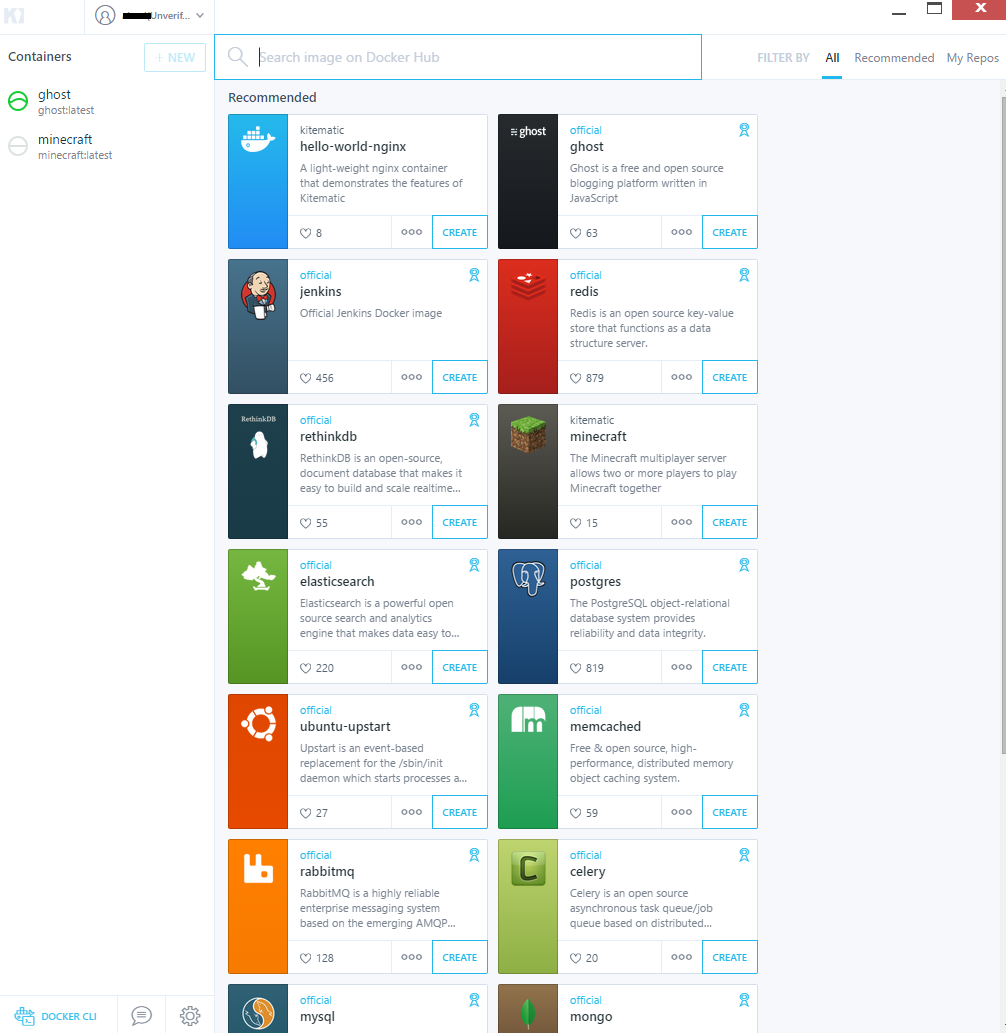 Unverif...
Containers
+ NEW
ghost
ghost:latest
minecraft
minecraft:latest
DOCKER CLI
Search image on Docker Hub
FILTER BY
All
Recommended
My Repos
Recommended
kitematic
hello-world-nginx
A light-weight nginx container
that demonstrates the features of
Kitematic
8
CREATE
ghost
official
ghost
Ghost is a free and open source
blogging platform written in
JavaScript
63
CREATE
official
jenkins
Official Jenkins Docker image
456
CREATE
official
redis
Redis is an open source key-value
store that functions as a data
structure server.
879
CREATE
RethinkDB
official
rethinkdb
RethinkDB is an open-source,
document database that makes it
easy to build and scale realtime...
55
CREATE
kitematic
minecraft
The Minecraft multiplayer server
allows two or more players to play
Minecraft together
15
CREATE
official
elasticsearch
Elasticsearch is a powerful open
source search and analytics
engine that makes data easy to...
220
CREATE
official
postgres
The PostgreSQL object-relational
database system provides
reliability and data integrity.
819
CREATE
official
ubuntu-upstart
Upstart is an event-based
replacement for the /sbin/init
daemon which starts processes a...
27
CREATE
m
official
memcached
Free & open source, high-
performance, distributed memory
object caching system.
59
CREATE
official
rabbitmq
RabbitMQ is a highly reliable
enterprise messaging system
based on the emerging AMQP...
128
CREATE
C
official
celery
Celery is an open source
asynchronous task queue/job
queue based on distributed...
20
CREATE
official
mysql
official
mongo